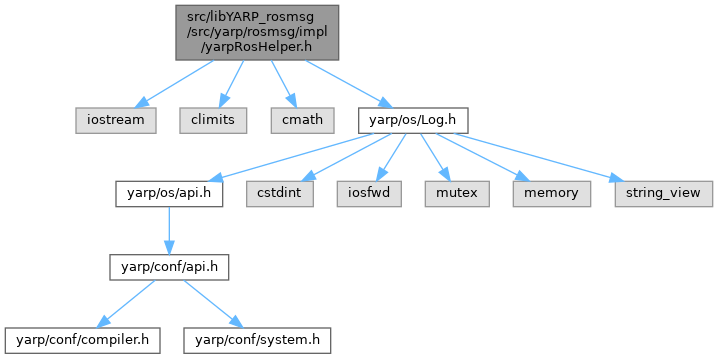 src/libYARP_rosmsg
/src/yarp/rosmsg/impl
/yarpRosHelper.h
iostream
climits
cmath
yarp/os/Log.h
yarp/os/api.h
cstdint
iosfwd
mutex
memory
string_view
yarp/conf/api.h
yarp/conf/compiler.h
yarp/conf/system.h